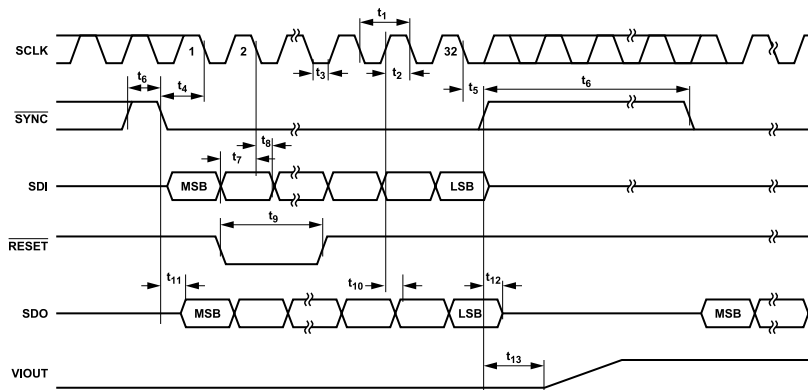 t1
SCLK
1
2
32
t3
t2
t6
t4
t5
t6
SYNC
t8
t7
SDI
MSB
LSB
t9
RESET
t11
t10
t12
SDO
MSB
LSB
MSB
t13
VIOUT